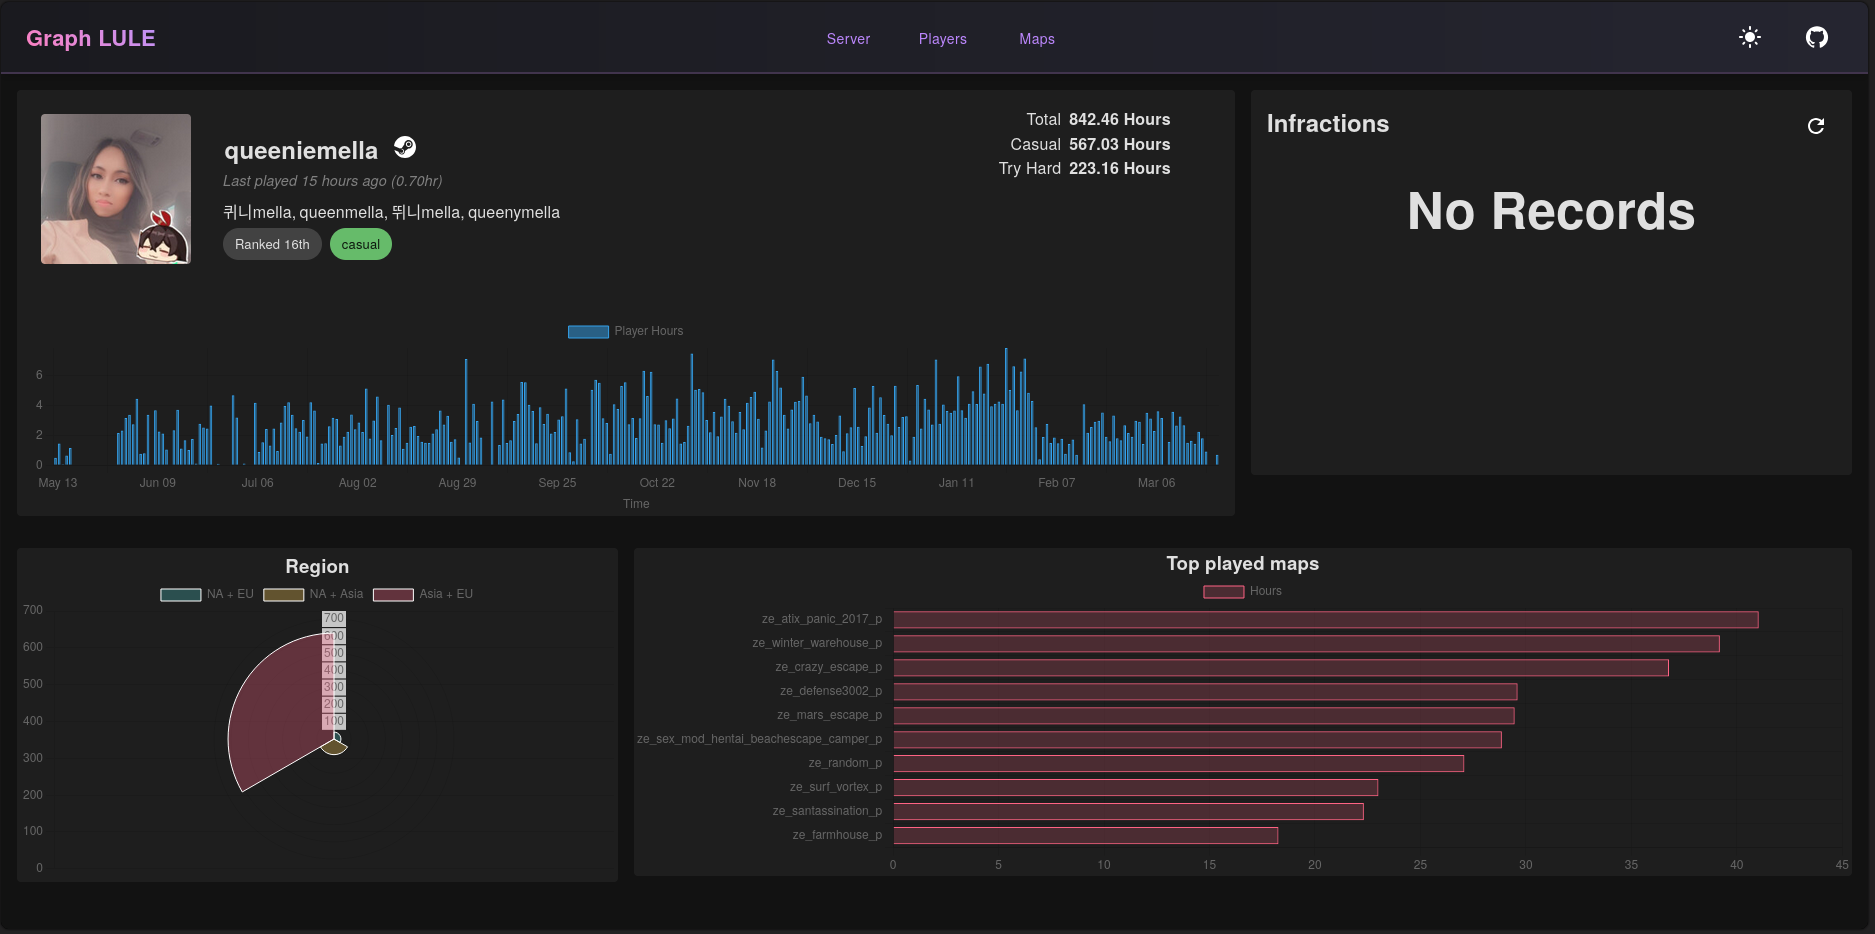 Graph LULE
Server
Players
Maps
queeniemella
Last played 15 hours ago (0.70hr)
퀴니mella, queenmella, 뛰니mella, queenymella
Ranked 16th
casual
Total 842.46 Hours
Casual 567.03 Hours
Try Hard 223.16 Hours
Infractions
No Records
Player Hours
6
4
2
0
May 13
Jun 09
Jul 06
Aug 02
Aug 29
Sep 25
Oct 22
Nov 18
Dec 15
Jan 11
Feb 07
Mar 06
Time
Region
NA + EU
NA + Asia
Asia + EU
700
600
500
400
300
200
100
0
700
600
500
400
300
200
100
Top played maps
Hours
ze_atix_panic_2017_p
ze_winter_warehouse_p
ze_crazy_escape_p
ze_defense3002_p
ze_mars_escape_p
ze_sex_mod_hentai_beachescape_camper_p
ze_random_p
ze_surf_vortex_p
ze_santassination_p
ze_farmhouse_p
0
5
10
15
20
25
30
35
40
45